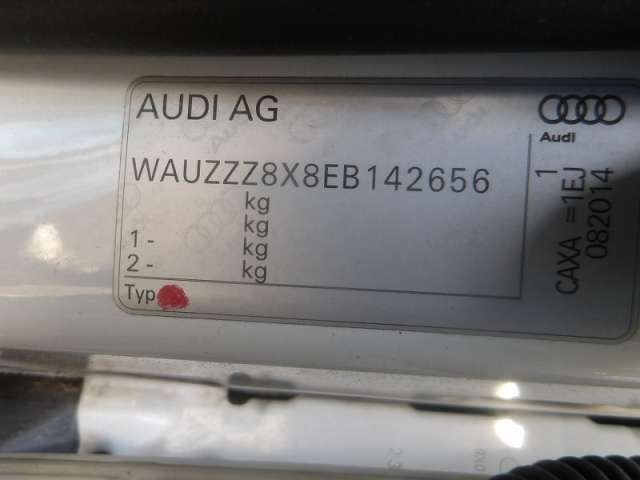 AUDI AG
Audi
WAUZZZ8X8EB142656
kg
kg
1 - kg
2 - kg
Typ
1
CAXA =1EJ
082014